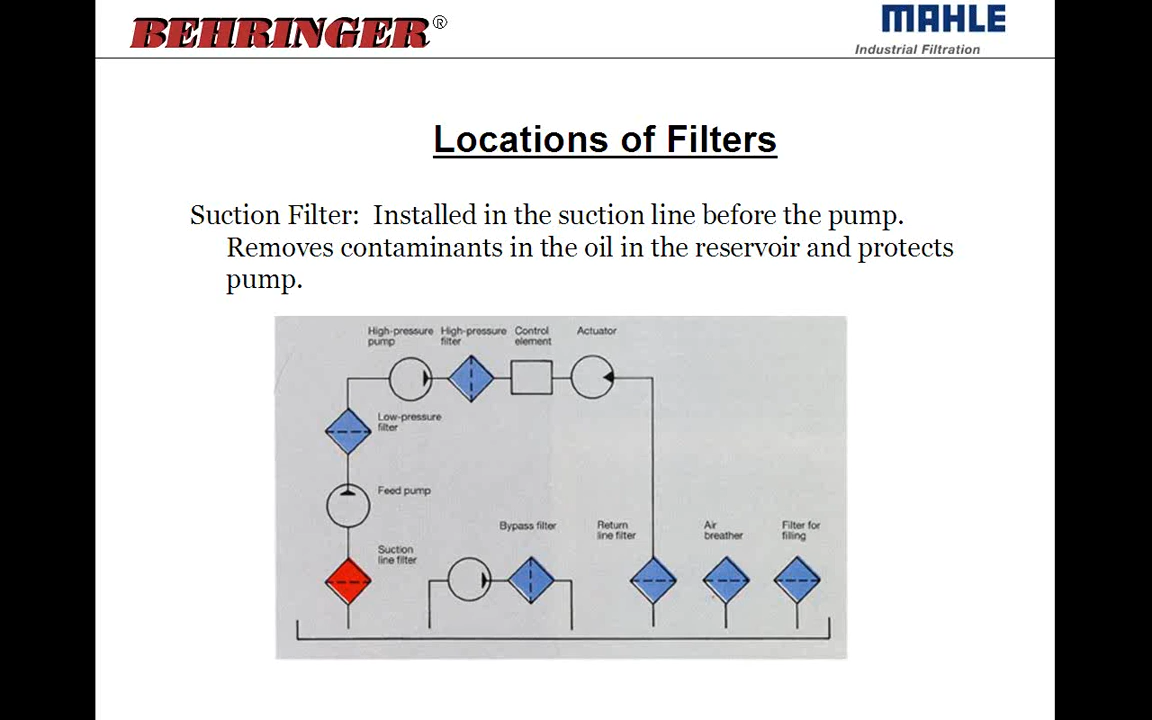 BEHRINGER®
MAHLE
Industrial Filtration
Locations of Filters
Suction Filter: Installed in the suction line before the pump.
Removes contaminants in the oil in the reservoir and protects
pump.
High-pressure
pump
High-pressure
filter
Control
element
Actuator
Low-pressure
filter
Feed pump
Suction
line filter
Bypass filter
Return
line filter
Air
breather
Filter for
filling